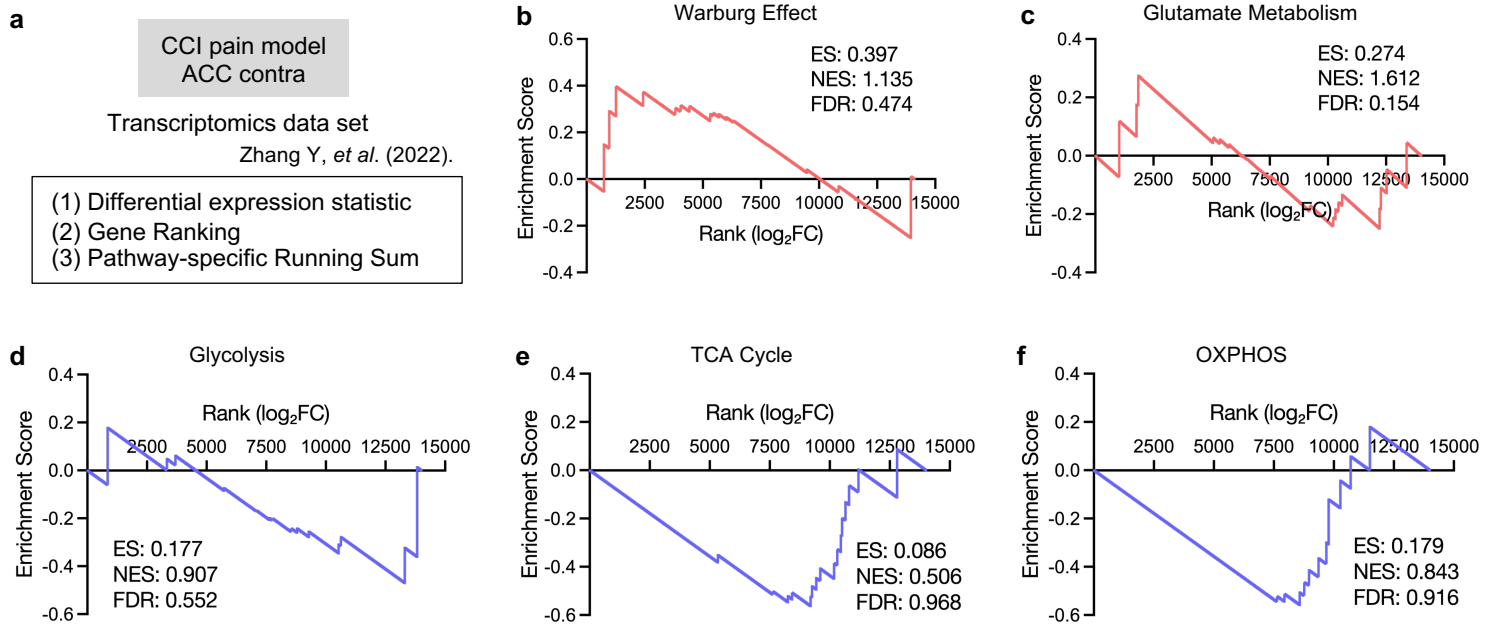 a
CCI pain model
ACC contra
Transcriptomics data set
Zhang Y, et al. (2022).
(1) Differential expression statistic
(2) Gene Ranking
(3) Pathway-specific Running Sum
b
Warburg Effect
Enrichment Score
0.6
0.4
0.2
0.0
-0.2
-0.4
2500 5000 7500 10000 12500 15000
Rank (log₂FC)
ES: 0.397
NES: 1.135
FDR: 0.474
c
Glutamate Metabolism
Enrichment Score
0.4
0.2
0.0
-0.2
-0.4
2500 5000 7500 10000 12500 15000
Rank (log₂FC)
ES: 0.274
NES: 1.612
FDR: 0.154
d
Glycolysis
Enrichment Score
0.4
0.2
0.0
-0.2
-0.4
-0.6
Rank (log₂FC)
2500 5000 7500 10000 12500 15000
ES: 0.177
NES: 0.907
FDR: 0.552
e
TCA Cycle
Enrichment Score
0.4
0.2
0.0
-0.2
-0.4
-0.6
Rank (log₂FC)
2500 5000 7500 10000 12500 15000
ES: 0.086
NES: 0.506
FDR: 0.968
f
OXPHOS
Enrichment Score
0.4
0.2
0.0
-0.2
-0.4
-0.6
Rank (log₂FC)
2500 5000 7500 10000 12500 15000
ES: 0.179
NES: 0.843
FDR: 0.916